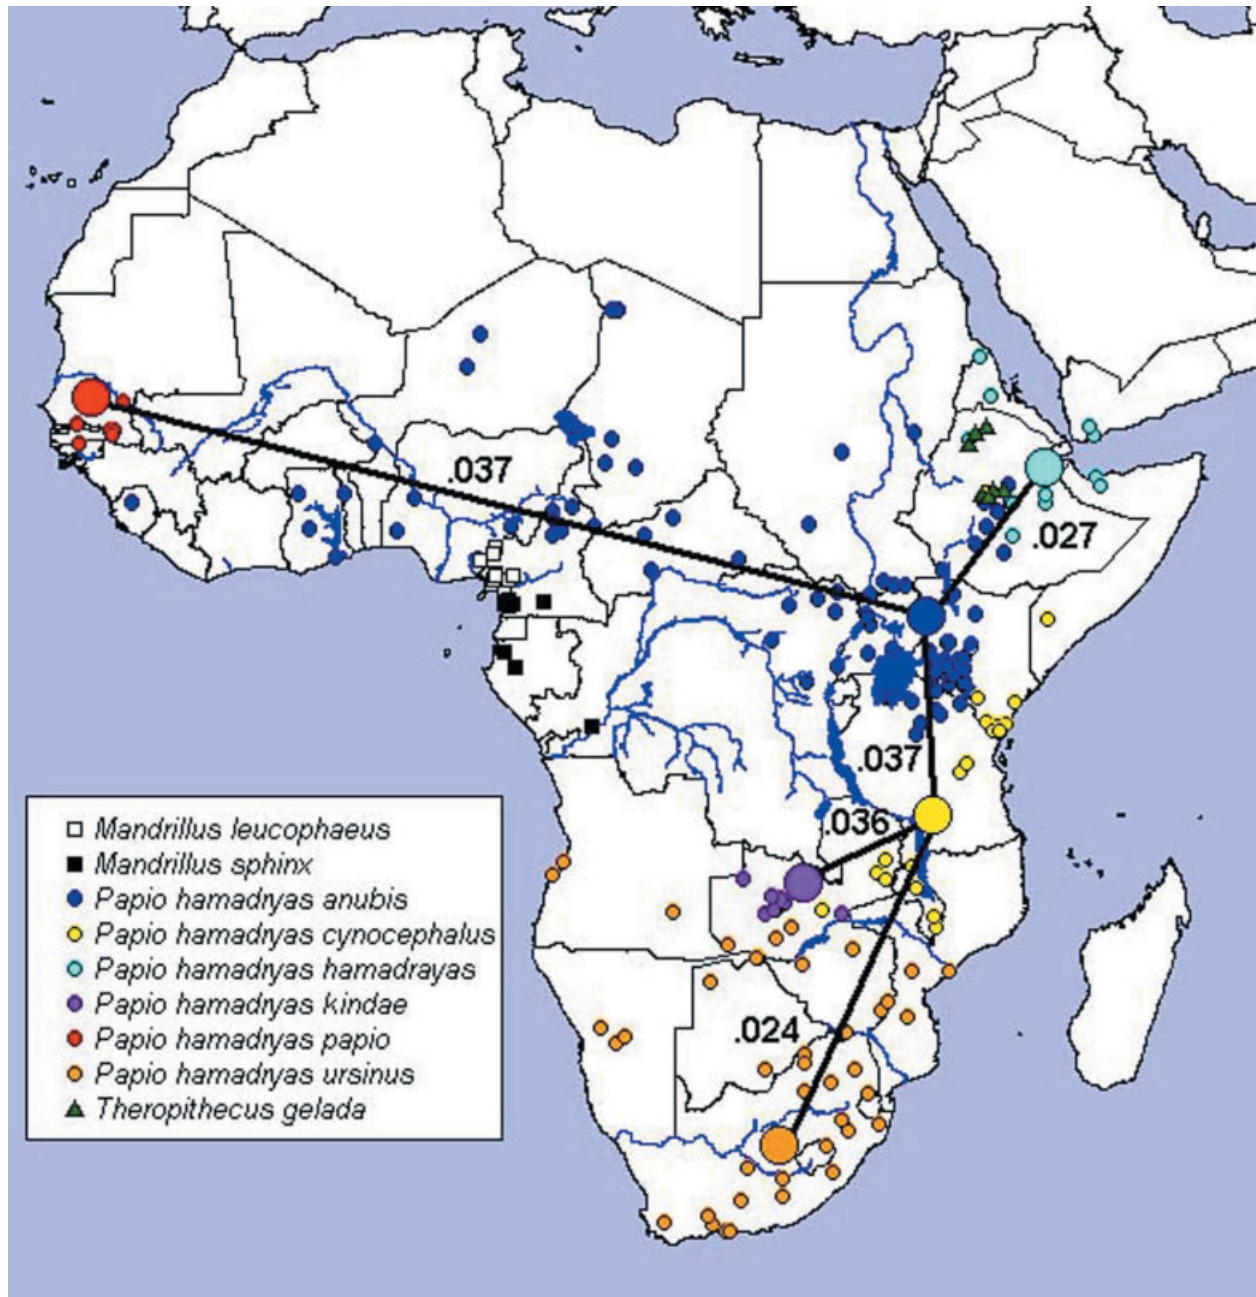 .037
.027
.037
.036
.024
Mandrillus leucophaeus
Mandrillus sphinx
Papio hamadryas anubis
Papio hamadryas cynocephalus
Papio hamadryas hamadrayas
Papio hamadryas kindae
Papio hamadryas papio
Papio hamadryas ursinus
Theropithecus gelada